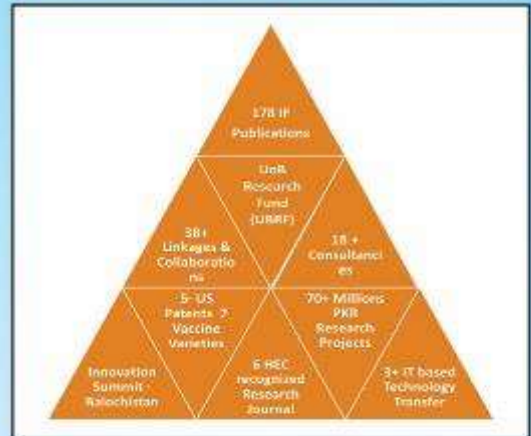 178 IF
Publications
UoB
Research
Fund
(UBRF)
38+
Linkages &
Collaboratio
ns
18 +
Consultanci
es
5- US
Patents 7
Vaccine
Varieties
70+ Millions
PKR
Research
Projects
Innovation
Summit -
Balochistan
6 HEC
recognized
Research
Journal
3+ IT based
Technology
Transfer